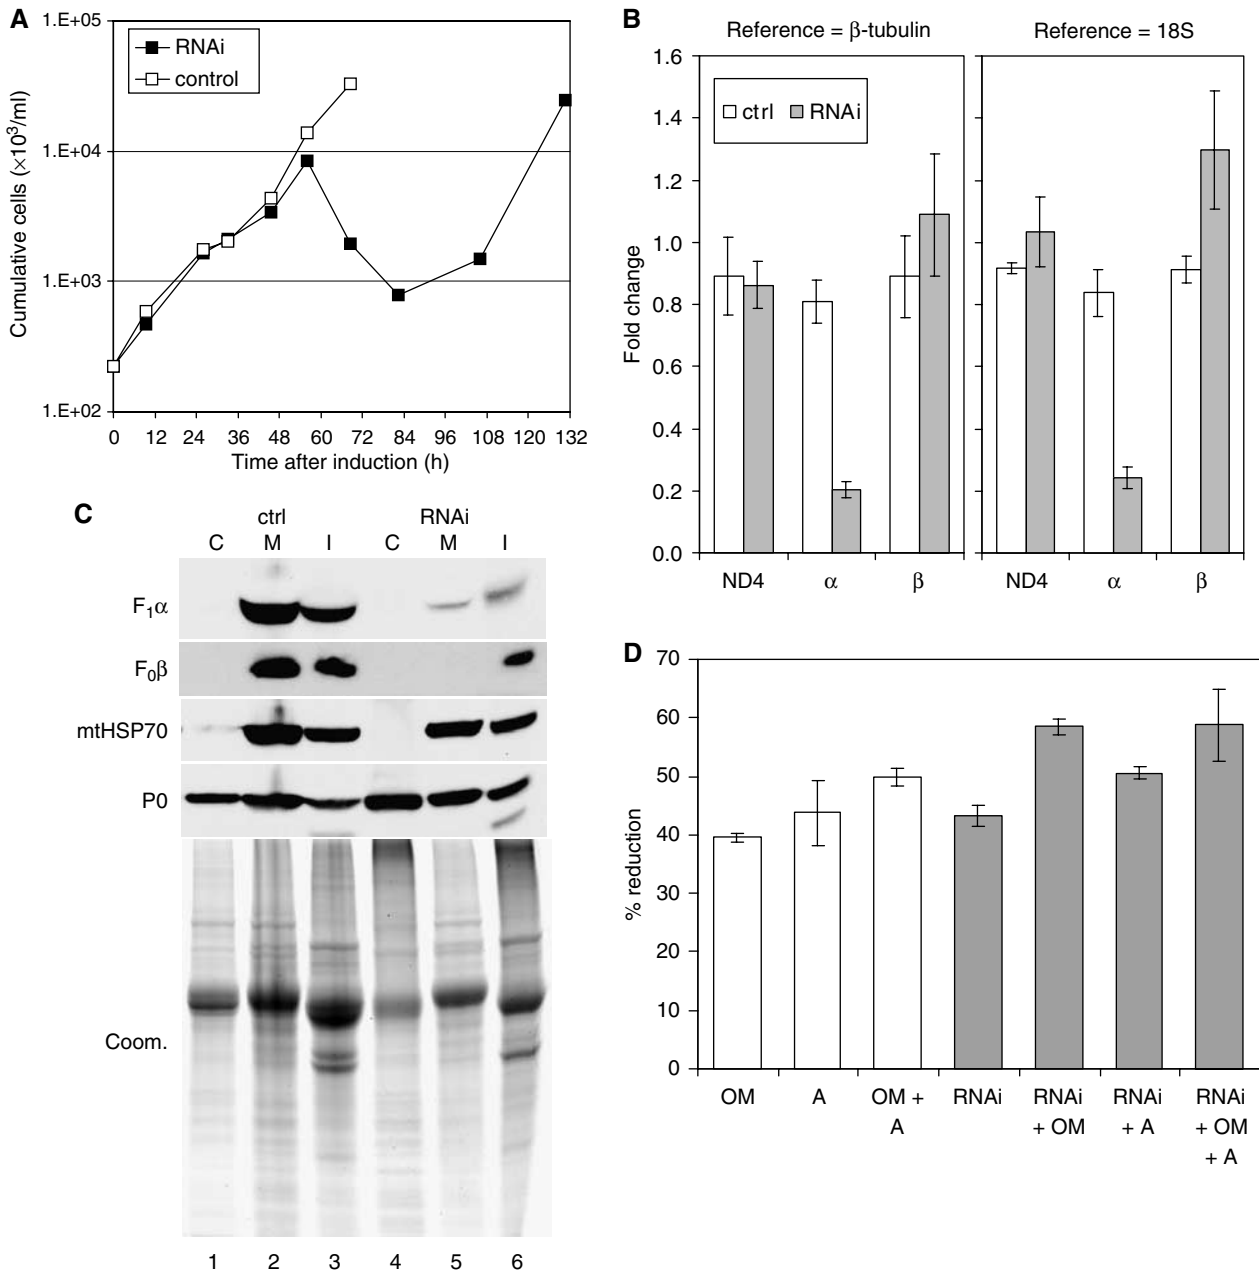 A
1.E+05
RNAi
control
1.E+04
1.E+03
1.E+02
Cumulative cells (×10³/ml)
0 12 24 36 48 60 72 84 96 108 120 132
Time after induction (h)
B
Reference = β-tubulin
Reference = 18S
1.6
ctrl RNAi
1.4
1.2
1.0
0.8
0.6
0.4
0.2
0.0
Fold change
ND4 α β
ND4 α β
C
ctrl RNAi
C M I C M I
F₁α
F₀β
mtHSP70
P0
Coom.
1 2 3 4 5 6
D
70
60
50
40
30
20
10
0
% reduction
OM A OM + RNAi RNAi RNAi RNAi
A + OM + A + OM
+ A